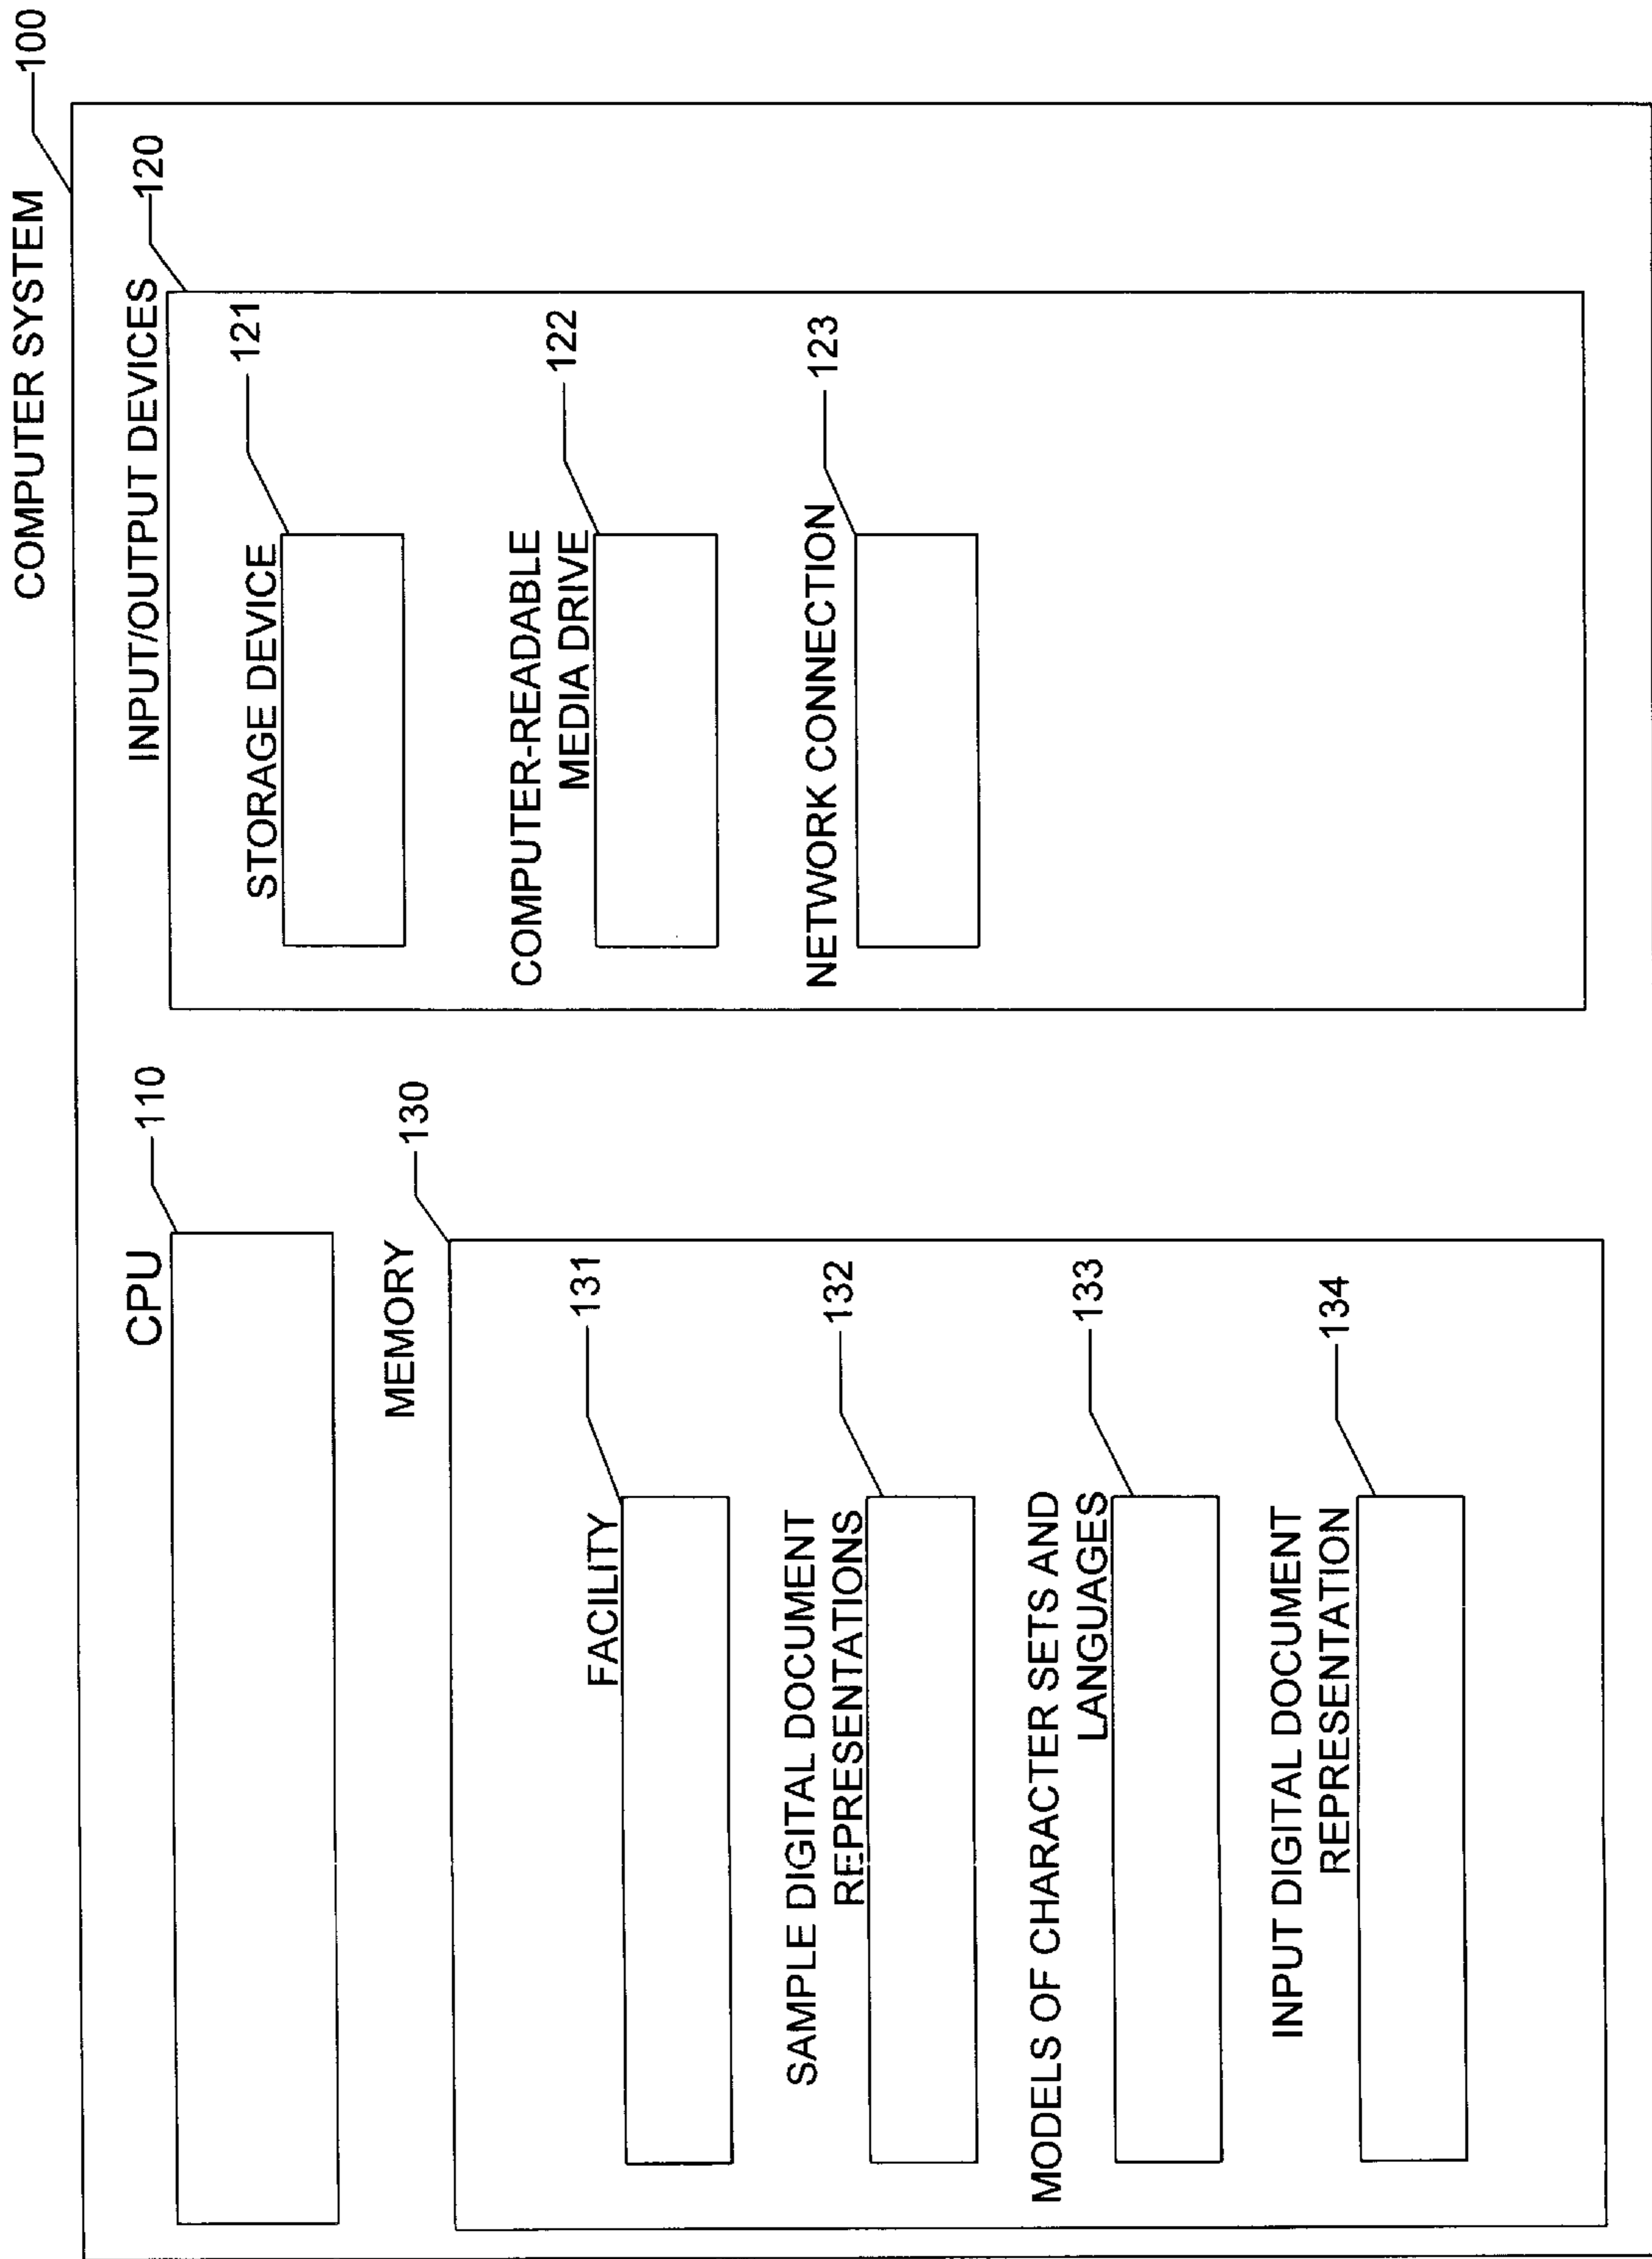 COMPUTER SYSTEM
100
CPU
110
MEMORY
130
FACILITY
131
SAMPLE DIGITAL DOCUMENT
REPRESENTATIONS
132
MODELS OF CHARACTER SETS AND
LANGUAGES
133
INPUT DIGITAL DOCUMENT
REPRESENTATION
134
INPUT/OUTPUT DEVICES
120
STORAGE DEVICE
121
COMPUTER-READABLE
MEDIA DRIVE
122
NETWORK CONNECTION
123